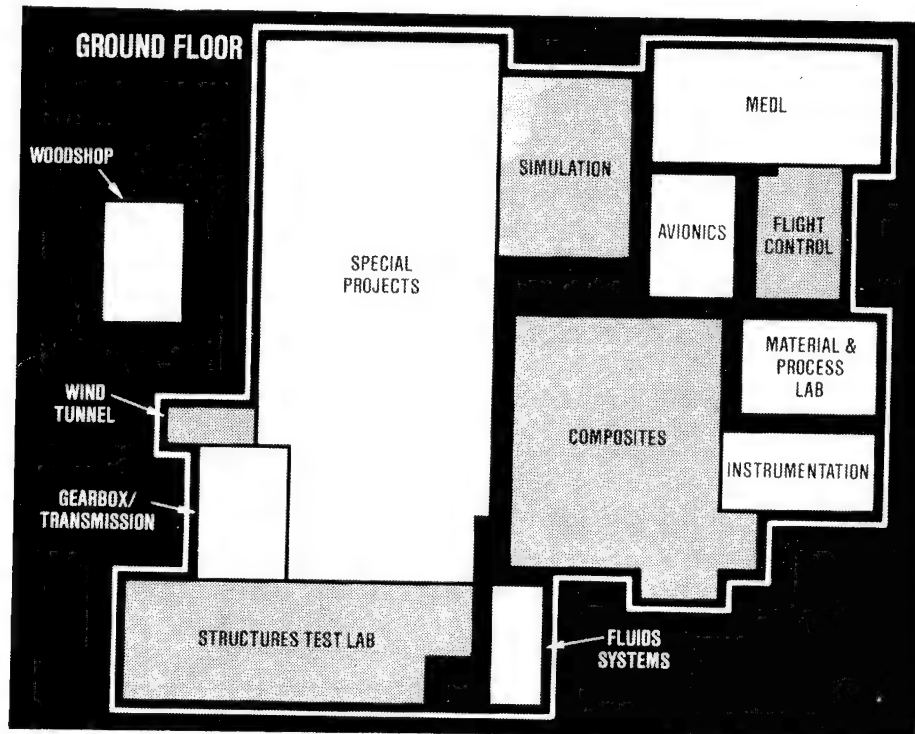 GROUND FLOOR
WOODSHOP
MEDL
SIMULATION
AVIONICS
FLIGHT
CONTROL
SPECIAL
PROJECTS
MATERIAL &
PROCESS
LAB
WIND
TUNNEL
COMPOSITES
INSTRUMENTATION
GEARBOX/
TRANSMISSION
STRUCTURES TEST LAB
FLUIDS
SYSTEMS